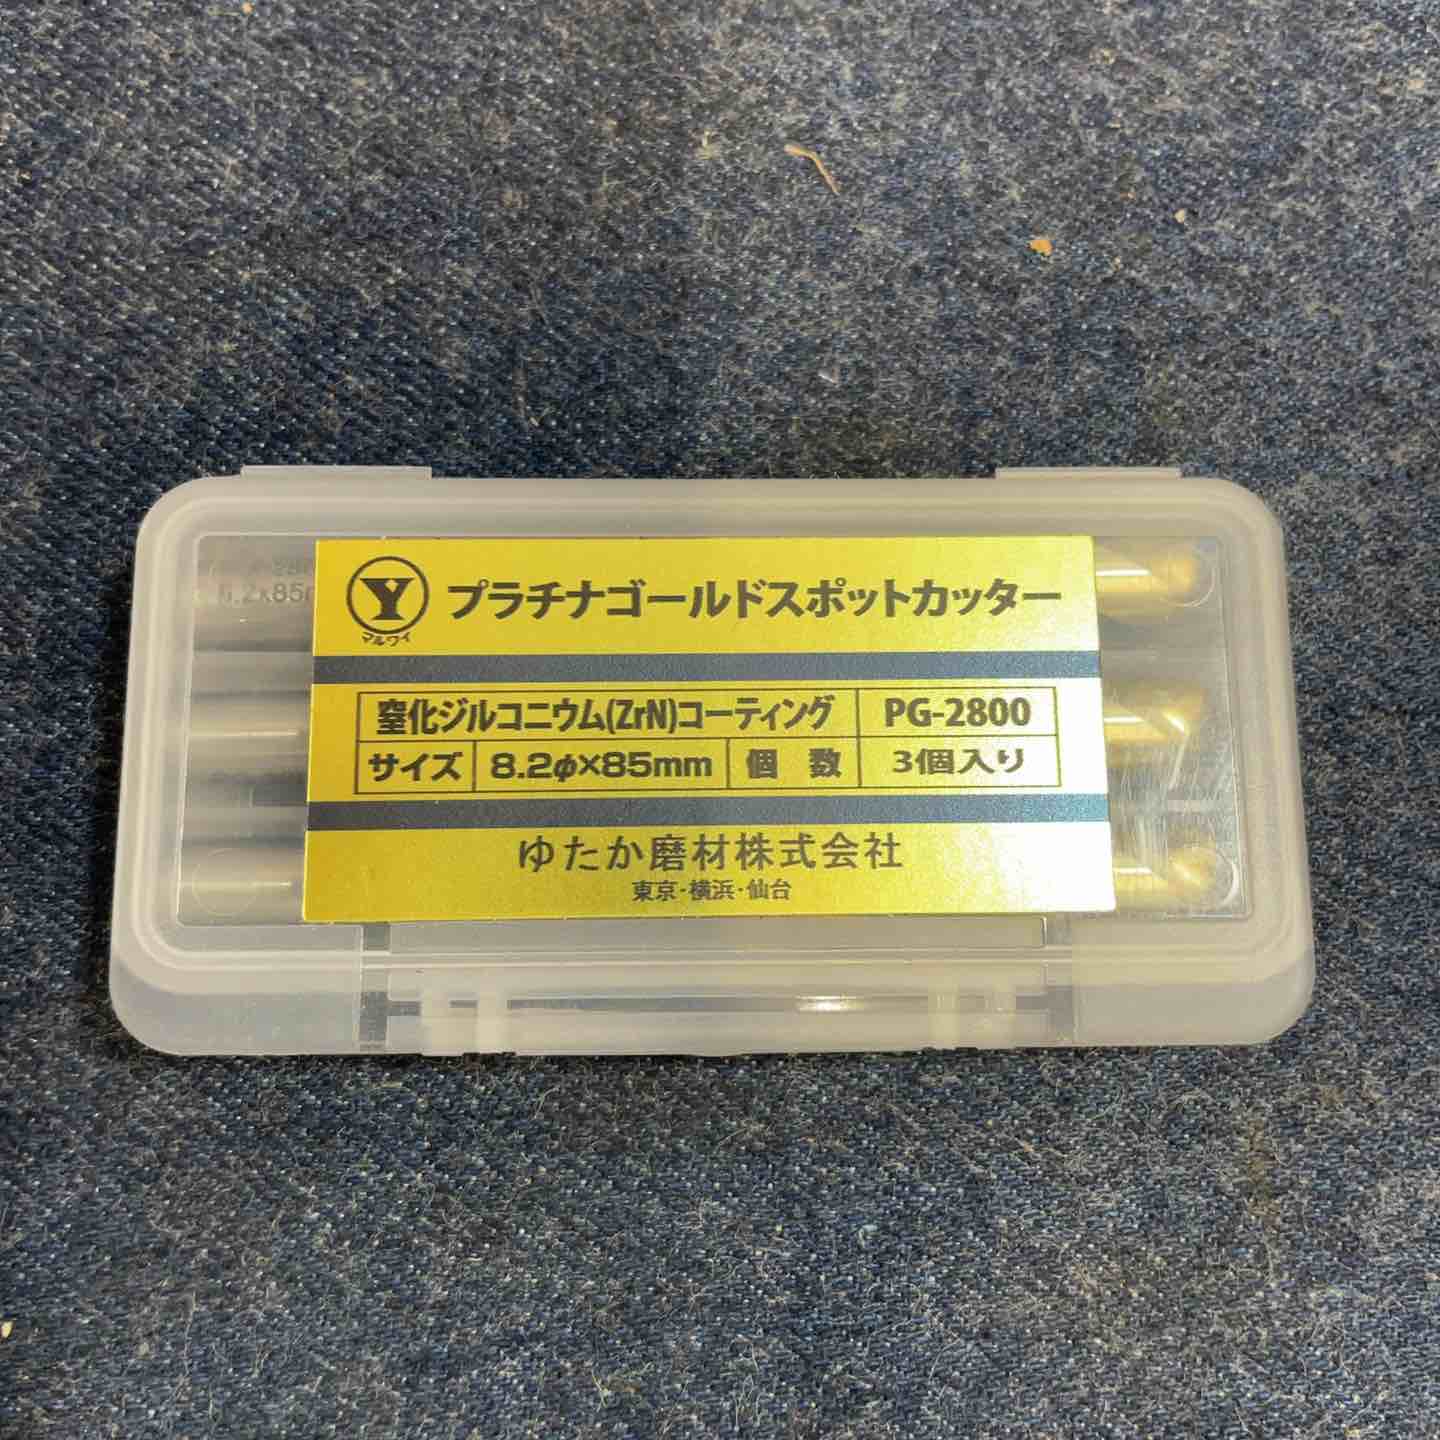 Y プラチナゴールドスポットカッター
マルワイ
窒化ジルコニウム(ZrN)コーティング PG-2800
サイズ 8.2φ×85mm 個 数 3個入り
ゆたか磨材株式会社
東京・横浜・仙台